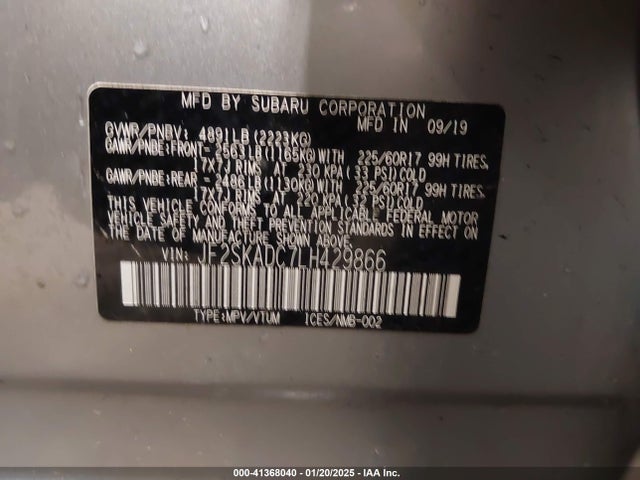 MFD BY SUBARU CORPORATION
MFD IN 09/19
GVWR/PNBV: 4891LB(2223KG)
GAWR/PNBE:FRONT- 2563LB(1165KG)WITH 225/60R17 99H TIRES,
17X7J RIMS AT 230 KPA(33 PSI)COLD
GAWR/PNBE:REAR- 2486LB(1130KG)WITH 225/60R17 99H TIRES,
17X7J RIMS AT 220 KPA(32 PSI)COLD
THIS VEHICLE CONFORMS TO ALL APPLICABLE FEDERAL MOTOR
VEHICLE SAFETY AND THEFT PREVENTION STANDARDS IN EFFECT ON
THE DATE OF MANUFACTURE SHOWN ABOVE.
VIN: JF2SKADC7LH429866
TYPE:MPV/VTUM ICES/NMB-002
000-41368040 / 01/20/2025 - IAA Inc.